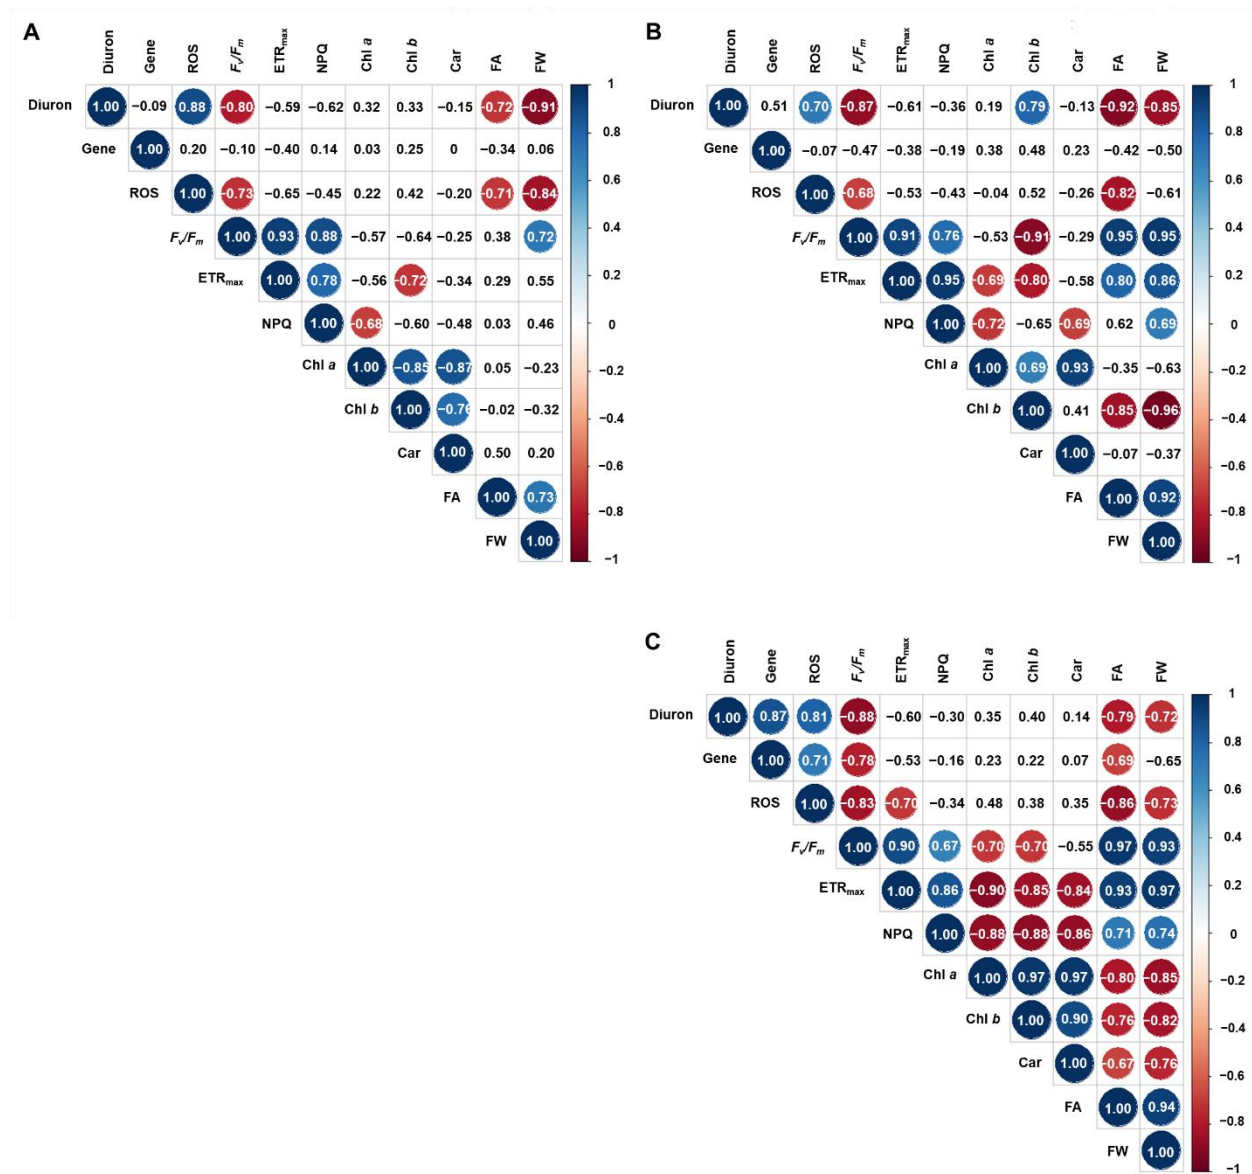 A
Diuron Gene ROS Fv/Fm ETRmax NPQ Chl a Chl b Car FA FW
Diuron 1.00 −0.09 0.88 −0.80 −0.59 −0.62 0.32 0.33 −0.15 −0.72 −0.91
Gene 1.00 0.20 −0.10 −0.40 0.14 0.03 0.25 0 −0.34 0.06
ROS 1.00 −0.73 −0.65 −0.45 0.22 0.42 −0.20 −0.71 −0.84
Fv/Fm 1.00 0.93 0.88 −0.57 −0.64 −0.25 0.38 0.72
ETRmax 1.00 0.78 −0.56 −0.72 −0.34 0.29 0.55
NPQ 1.00 −0.68 −0.60 −0.48 0.03 0.46
Chl a 1.00 −0.85 −0.87 0.05 −0.23
Chl b 1.00 −0.76 −0.02 −0.32
Car 1.00 0.50 0.20
FA 1.00 0.73
FW 1.00
1
0.8
0.6
0.4
0.2
0
−0.2
−0.4
−0.6
−0.8
−1
B
Diuron Gene ROS Fv/Fm ETRmax NPQ Chl a Chl b Car FA FW
Diuron 1.00 0.51 0.70 −0.87 −0.61 −0.36 0.19 0.79 −0.13 −0.92 −0.85
Gene 1.00 −0.07 −0.47 −0.38 −0.19 0.38 0.48 0.23 −0.42 −0.50
ROS 1.00 −0.68 −0.53 −0.43 −0.04 0.52 −0.26 −0.82 −0.61
Fv/Fm 1.00 0.91 0.76 −0.53 −0.91 −0.29 0.95 0.95
ETRmax 1.00 0.95 −0.69 −0.80 −0.58 0.80 0.86
NPQ 1.00 −0.72 −0.65 −0.69 0.62 0.69
Chl a 1.00 0.69 0.93 −0.35 −0.63
Chl b 1.00 0.41 −0.85 −0.96
Car 1.00 −0.07 −0.37
FA 1.00 0.92
FW 1.00
1
0.8
0.6
0.4
0.2
0
−0.2
−0.4
−0.6
−0.8
−1
C
Diuron Gene ROS Fv/Fm ETRmax NPQ Chl a Chl b Car FA FW
Diuron 1.00 0.87 0.81 −0.88 −0.60 −0.30 0.35 0.40 0.14 −0.79 −0.72
Gene 1.00 0.71 −0.78 −0.53 −0.16 0.23 0.22 0.07 −0.69 −0.65
ROS 1.00 −0.83 −0.70 −0.34 0.48 0.38 0.35 −0.86 −0.73
Fv/Fm 1.00 0.90 0.67 −0.70 −0.70 −0.55 0.97 0.93
ETRmax 1.00 0.86 −0.90 −0.85 −0.84 0.93 0.97
NPQ 1.00 −0.88 −0.88 −0.86 0.71 0.74
Chl a 1.00 0.97 0.97 −0.80 −0.85
Chl b 1.00 0.90 −0.76 −0.82
Car 1.00 −0.67 −0.76
FA 1.00 0.94
FW 1.00
1
0.8
0.6
0.4
0.2
0
−0.2
−0.4
−0.6
−0.8
−1